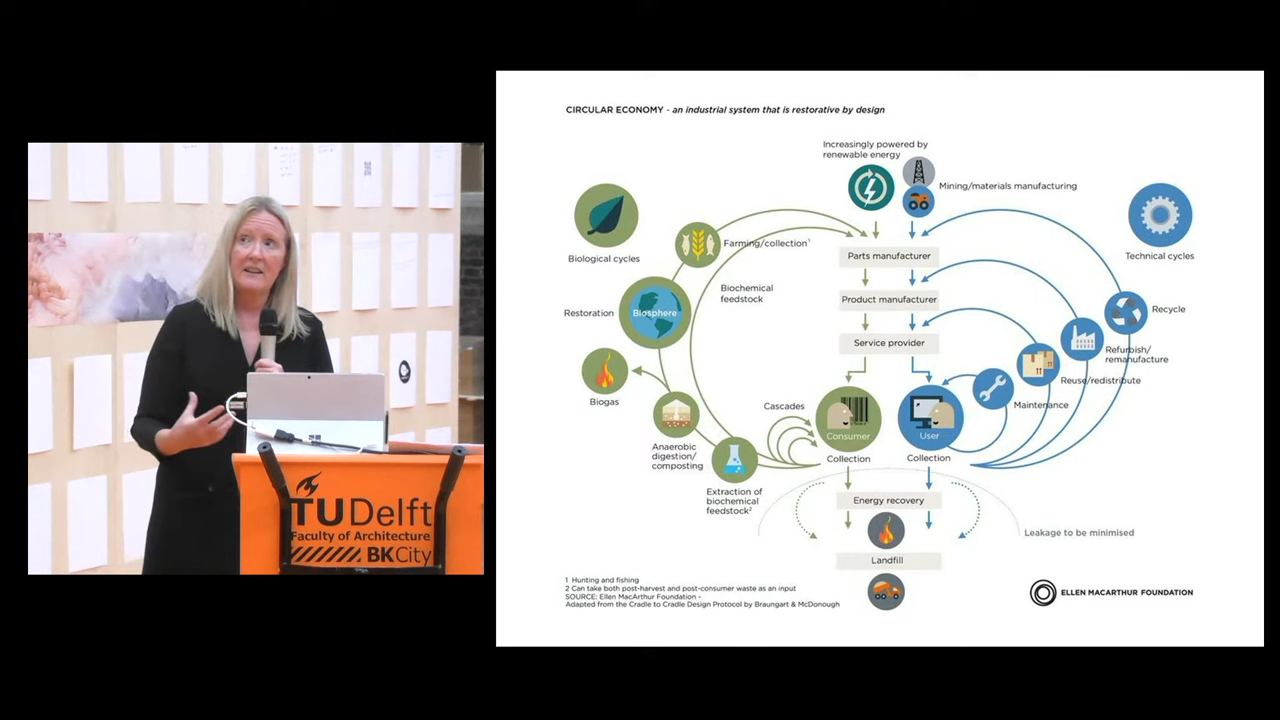 TU Delft
Faculty of Architecture
BK City
CIRCULAR ECONOMY - an industrial system that is restorative by design
Increasingly powered by
renewable energy
Mining/materials manufacturing
Biological cycles
Technical cycles
Farming/collection¹
Parts manufacturer
Biochemical
feedstock
Product manufacturer
Restoration
Biosphere
Recycle
Service provider
Refurbish/
remanufacture
Reuse/redistribute
Biogas
Maintenance
Cascades
Consumer
User
Collection
Collection
Anaerobic
digestion/
composting
Extraction of
biochemical
feedstock²
Energy recovery
Leakage to be minimised
Landfill
1 Hunting and fishing
2 Can take both post-harvest and post-consumer waste as an input
SOURCE: Ellen MacArthur Foundation -
Adapted from the Cradle to Cradle Design Protocol by Braungart & McDonough
ELLEN MACARTHUR FOUNDATION